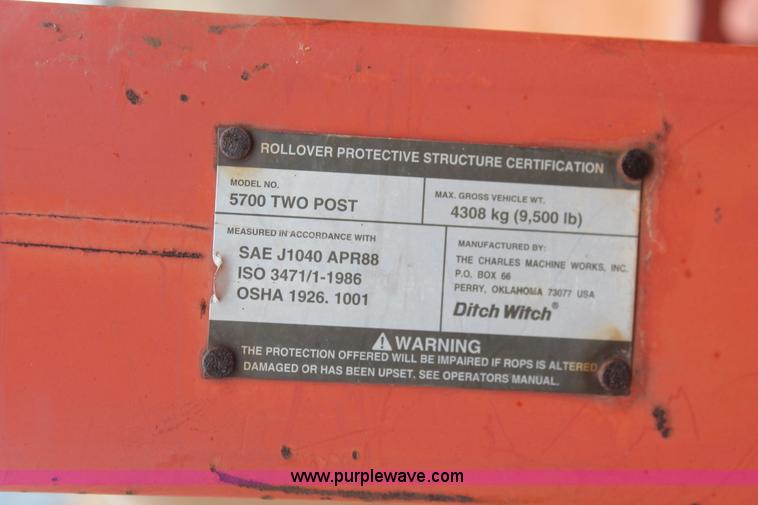 ROLLOVER PROTECTIVE STRUCTURE CERTIFICATION
MODEL NO.
5700 TWO POST
MAX. GROSS VEHICLE WT.
4308 kg (9,500 lb)
MEASURED IN ACCORDANCE WITH
SAE J1040 APR88
ISO 3471/1-1986
OSHA 1926. 1001
MANUFACTURED BY:
THE CHARLES MACHINE WORKS, INC.
P.O. BOX 66
PERRY, OKLAHOMA 73077 USA
Ditch Witch®
WARNING
THE PROTECTION OFFERED WILL BE IMPAIRED IF ROPS IS ALTERED
DAMAGED OR HAS BEEN UPSET. SEE OPERATORS MANUAL.
www.purplewave.com